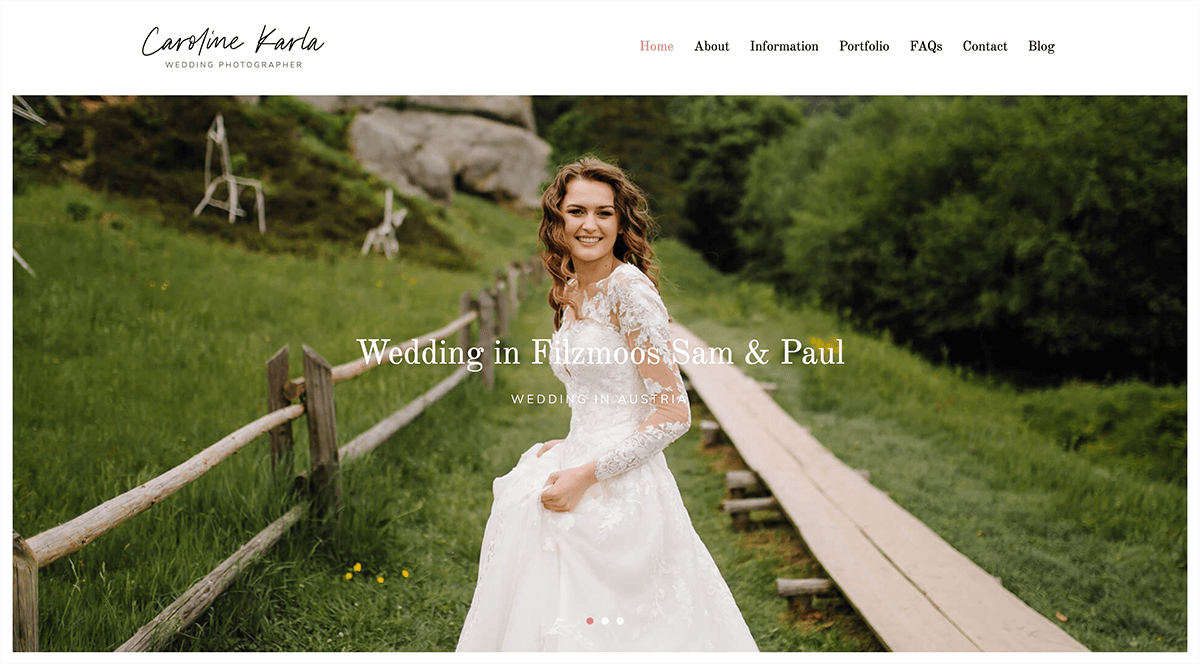 Caroline Karla
WEDDING PHOTOGRAPHER
Home About Information Portfolio FAQs Contact Blog
Wedding in Filzmoos Sam & Paul
WEDDING IN AUSTRIA